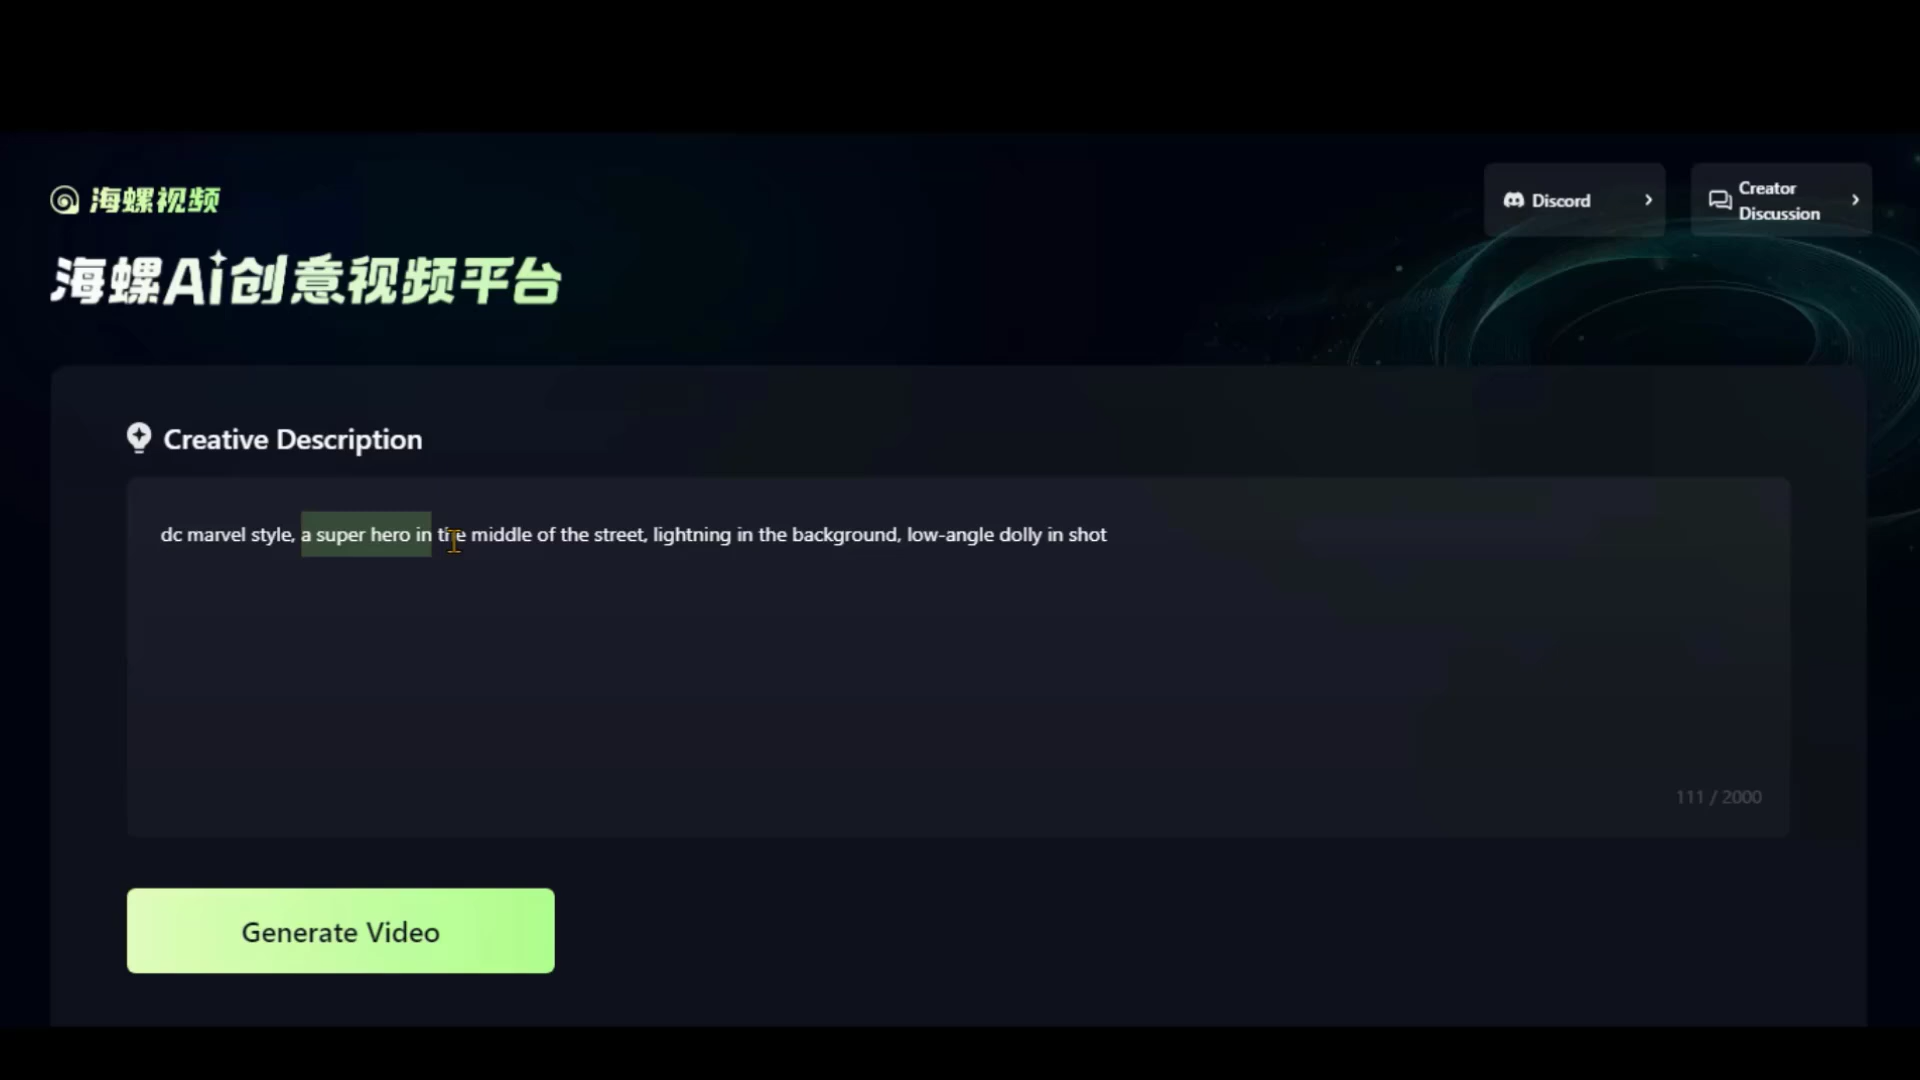 海螺视频
Discord
Creator
Discussion
海螺Ai创意视频平台
Creative Description
dc marvel style, a super hero in the middle of the street, lightning in the background, low-angle dolly in shot
111 / 2000
Generate Video